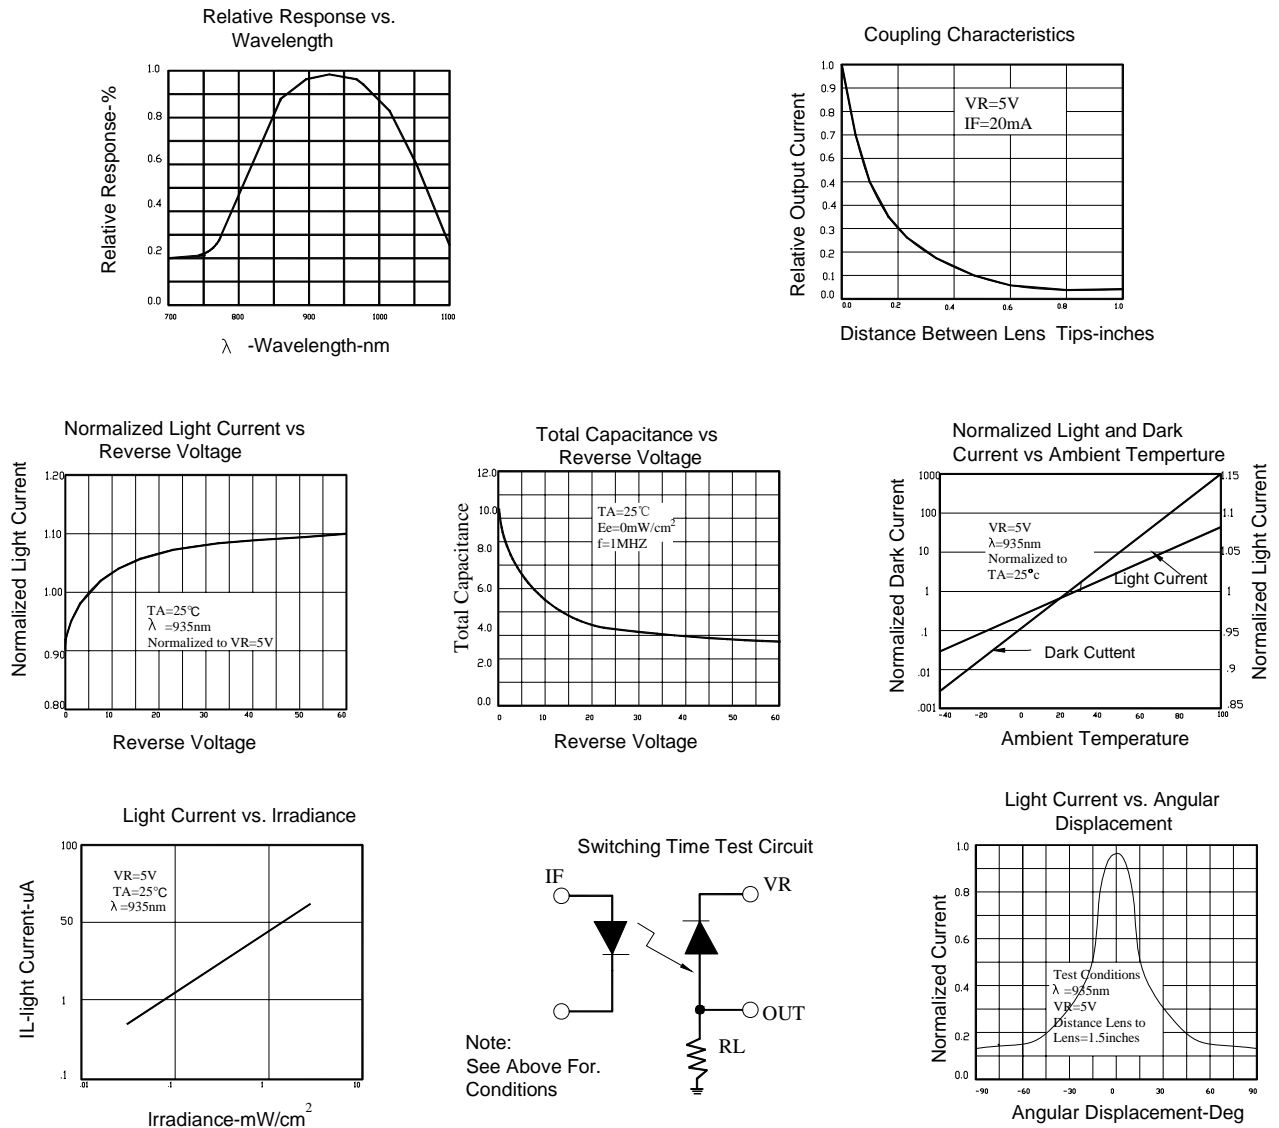 Relative Response vs.
Wavelength
Relative Response-%
1.0
0.8
0.6
0.4
0.2
0.0
700 800 900 1000 1100
λ -Wavelength-nm
Coupling Characteristics
Relative Output Current
1.0
0.9
0.8
0.7
0.6
0.4
0.4
0.2
0.1
0.0
VR=5V
IF=20mA
0.0 0.2 0.4 0.6 0.8 1.0
Distance Between Lens Tips-inches
Normalized Light Current vs
Reverse Voltage
Normalized Light Current
1.20
1.10
1.00
0.90
0.80
TA=25℃
λ =935nm
Normalized to VR=5V
0 10 20 30 40 50 60
Reverse Voltage
Total Capacitance vs
Reverse Voltage
Total Capacitance
12.0
10.0
8.0
6.0
4.0
2.0
0.0
TA=25℃
Ee=0mW/cm2
f=1MHZ
0 10 20 30 40 50 60
Reverse Voltage
Normalized Light and Dark
Current vs Ambient Temperture
Normalized Dark Current
1000
100
10
1
.1
.01
.001
VR=5V
λ=935nm
Normalized to
TA=25°c
Light Current
Dark Cuttent
1.15
1.1
1.05
1
.95
.9
.85
Normalized Light Current
-40 -20 0 20 40 60 80 100
Ambient Temperature
Light Current vs. Irradiance
IL-light Current-uA
100
50
1
.1
VR=5V
TA=25℃
λ =935nm
.01 .1 1 10
Irradiance-mW/cm2
Switching Time Test Circuit
IF
VR
OUT
RL
Note:
See Above For.
Conditions
Light Current vs. Angular
Displacement
Normalized Current
1.0
0.8
0.6
0.4
0.2
0.0
Test Conditions
λ =935nm
VR=5V
Distance Lens to
Lens=1.5inches
-90 -60 -30 0 30 60 90
Angular Displacement-Deg